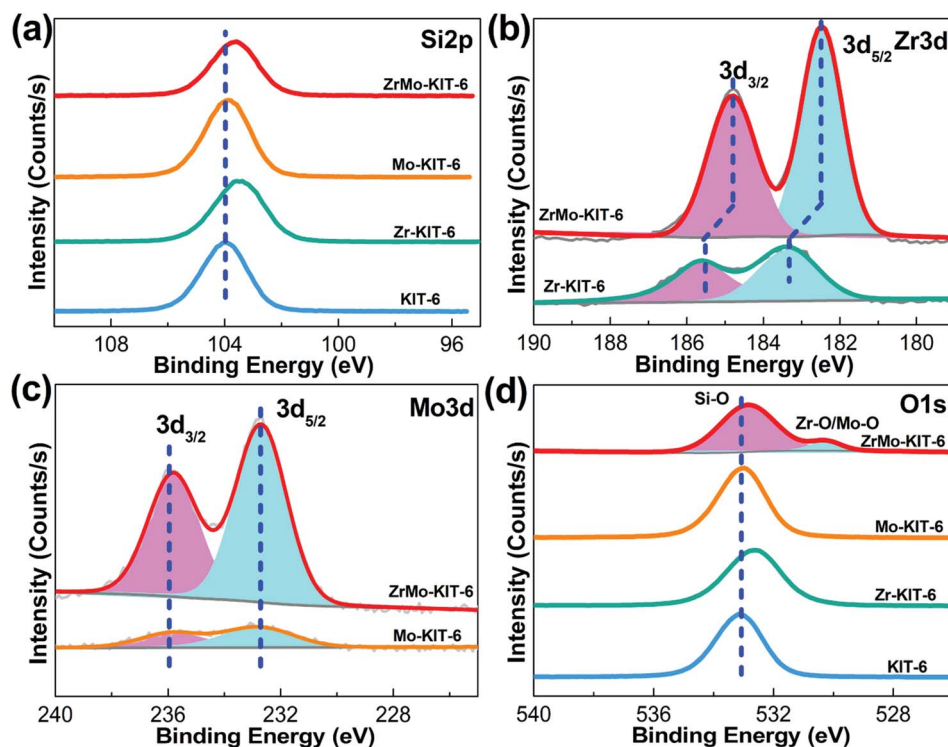 (a)
Si2p
ZrMo-KIT-6
Mo-KIT-6
Zr-KIT-6
KIT-6
Intensity (Counts/s)
108 104 100 96
Binding Energy (eV)
(b)
Zr3d
3d3/2
3d5/2
ZrMo-KIT-6
Zr-KIT-6
Intensity (Counts/s)
190 188 186 184 182 180
Binding Energy (eV)
(c)
Mo3d
3d3/2
3d5/2
ZrMo-KIT-6
Mo-KIT-6
Intensity (Counts/s)
240 236 232 228
Binding Energy (eV)
(d)
O1s
Si-O
Zr-O/Mo-O
ZrMo-KIT-6
Mo-KIT-6
Zr-KIT-6
KIT-6
Intensity (Counts/s)
540 536 532 528
Binding Energy (eV)